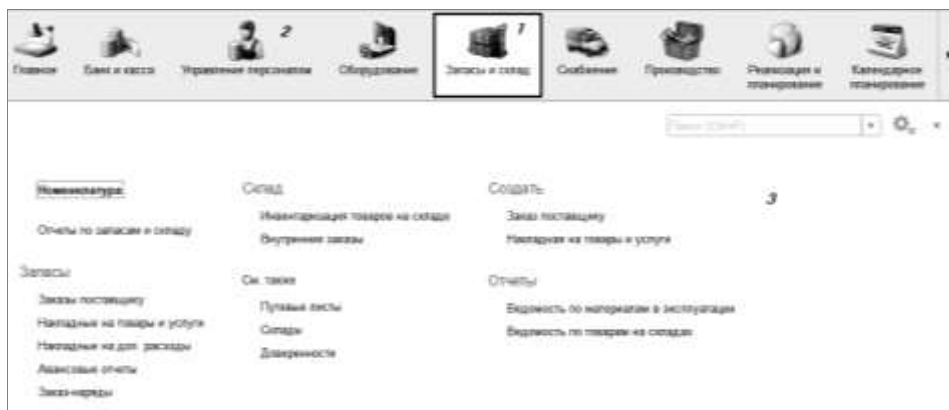 1
2
Главное
Банк и касса
Управление персоналом
Оборудование
Запасы и склад
Снабжение
Производство
Реализация и
планирование
Календарное
планирование
Поиск (Ctrl+F)
3
Номенклатура
Отчеты по запасам и складу
Запасы
Заказы поставщику
Накладные на товары и услуги
Накладные на доп. расходы
Авансовые отчеты
Заказ-наряды
Склад
Инвентаризация товаров на складе
Внутренние заказы
См. также
Путевые листы
Склады
Доверенности
Создать
Заказ поставщику
Накладная на товары и услуги
Отчеты
Ведомость по материалам в эксплуатации
Ведомость по товарам на складах